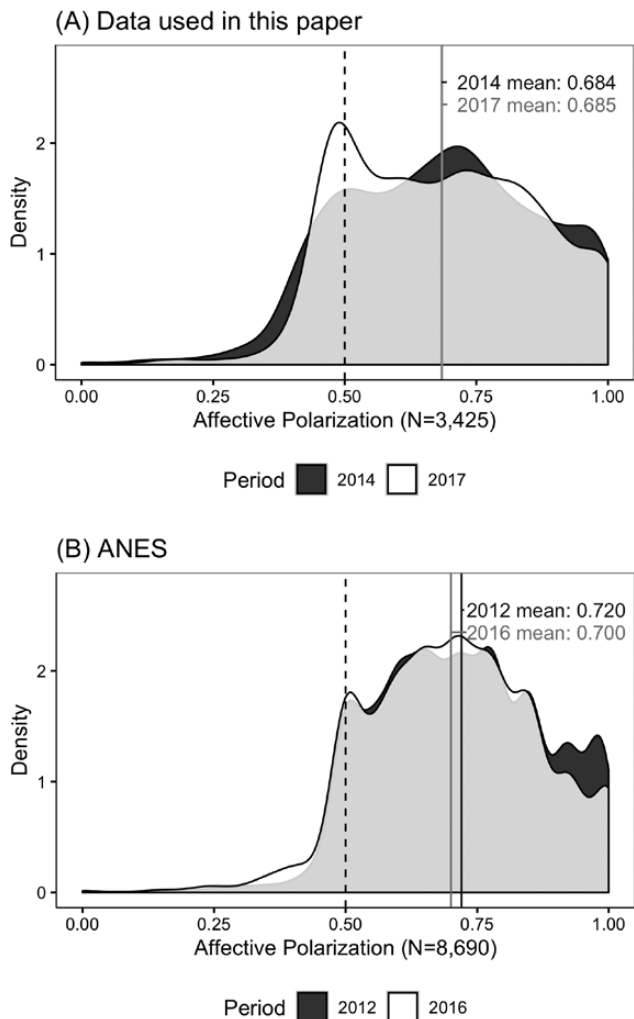 (A) Data used in this paper
2014 mean: 0.684
2017 mean: 0.685
2
1
0
Density
0.00 0.25 0.50 0.75 1.00
Affective Polarization (N=3,425)
Period 2014 2017
(B) ANES
2012 mean: 0.720
2016 mean: 0.700
2
1
0
Density
0.00 0.25 0.50 0.75 1.00
Affective Polarization (N=8,690)
Period 2012 2016